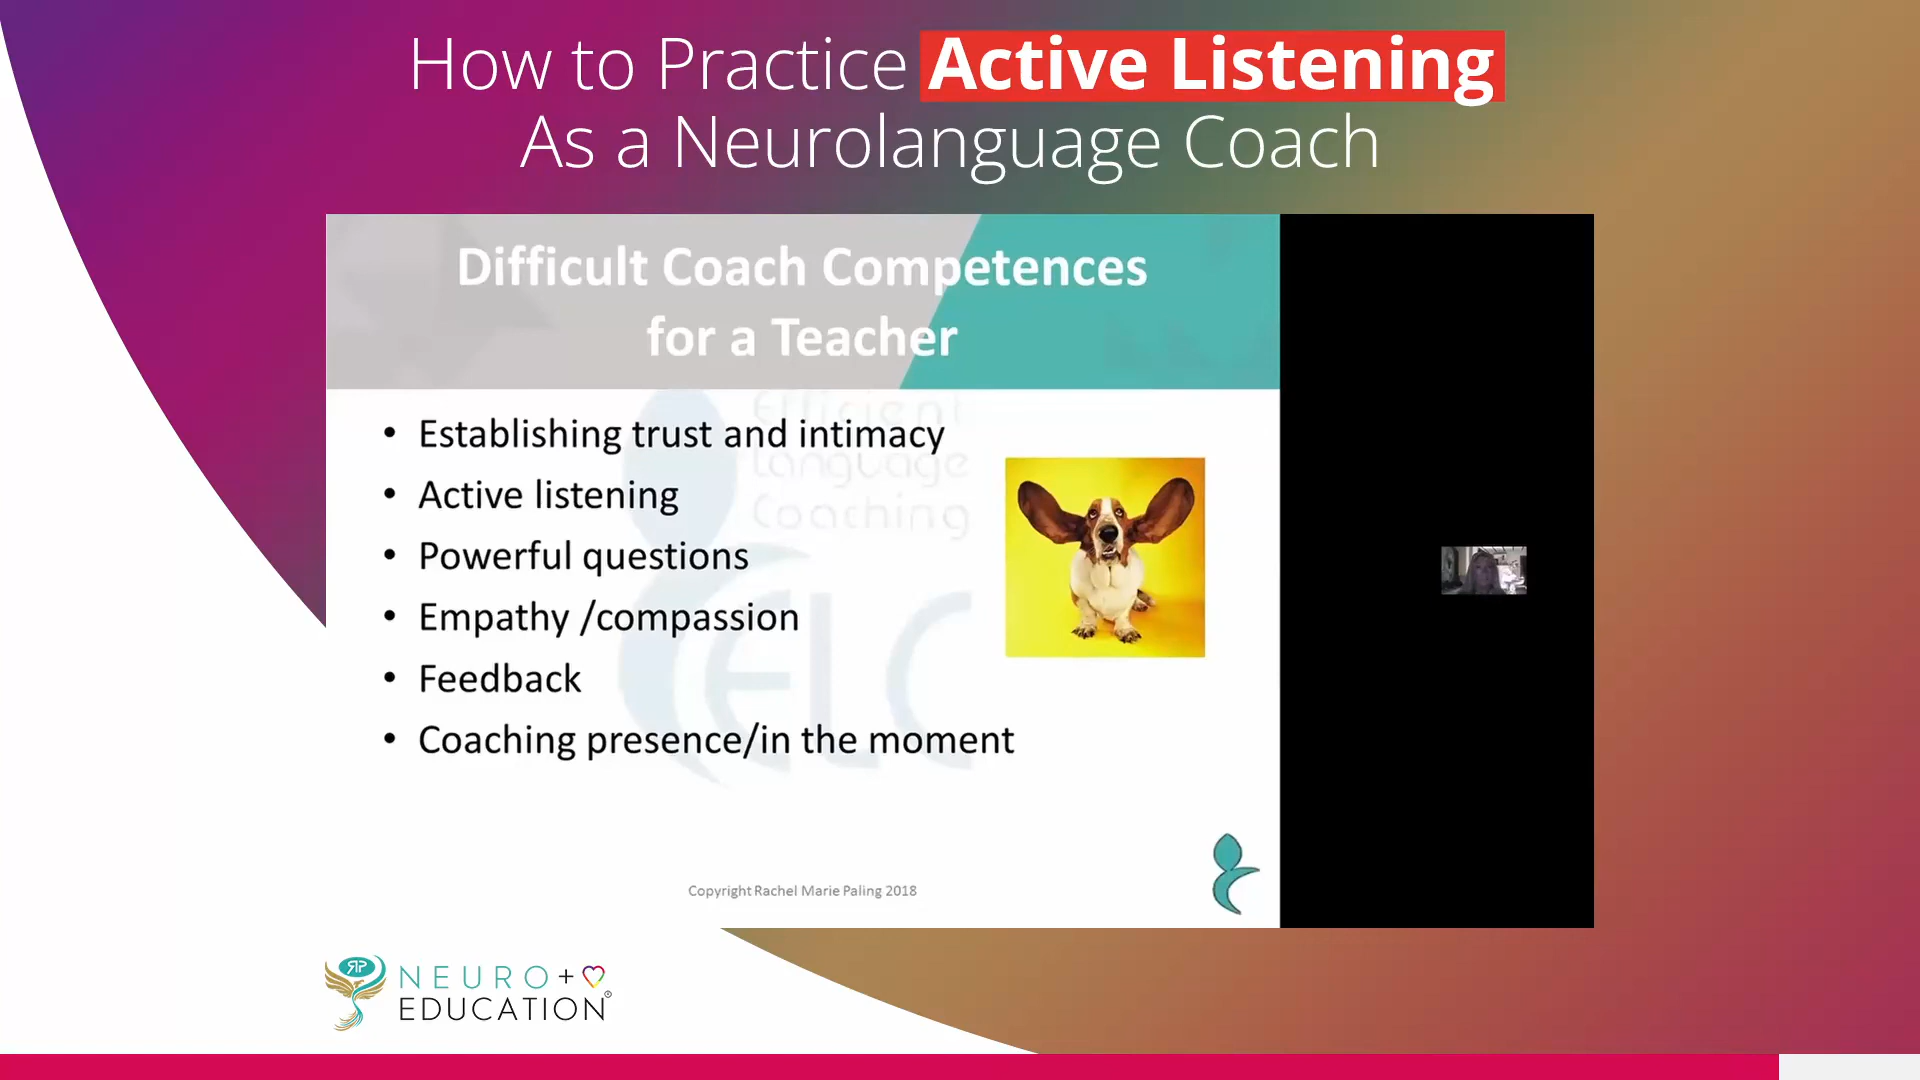 How to Practice Active Listening
As a Neurolanguage Coach
Difficult Coach Competences
for a Teacher
• Establishing trust and intimacy
• Active listening
• Powerful questions
• Empathy /compassion
• Feedback
• Coaching presence/in the moment
Efficient
language
Coaching
ELC
Copyright Rachel Marie Paling 2018
NEURO+
EDUCATION®